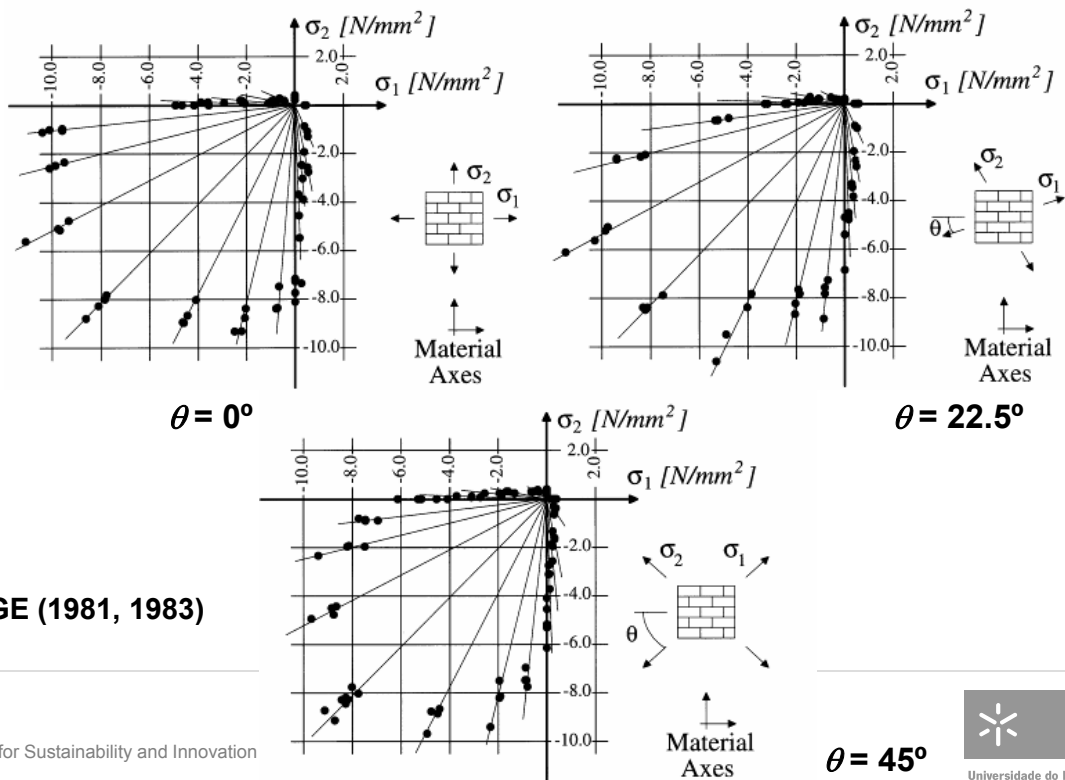 σ2 [N/mm2]
-10.0
-8.0
-6.0
-4.0
-2.0
2.0
2.0
σ1 [N/mm2]
-2.0
-4.0
-6.0
-8.0
-10.0
σ2
σ1
Material
Axes
θ = 0º
σ2 [N/mm2]
-10.0
-8.0
-6.0
-4.0
-2.0
2.0
2.0
σ1 [N/mm2]
-2.0
-4.0
-6.0
-8.0
-10.0
σ2
σ1
θ
Material
Axes
θ = 22.5º
σ2 [N/mm2]
-10.0
-8.0
-6.0
-4.0
-2.0
2.0
2.0
σ1 [N/mm2]
-2.0
-4.0
-6.0
-8.0
-10.0
σ2
σ1
θ
Material
Axes
θ = 45º
GE (1981, 1983)
for Sustainability and Innovation
Universidade do